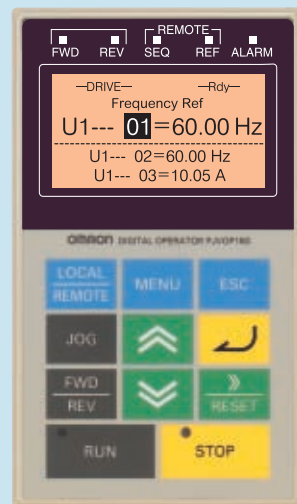 REMOTE
FWD REV SEQ REF ALARM
—DRIVE— —Rdy—
Frequency Ref
U1--- 01=60.00 Hz
U1--- 02=60.00 Hz
U1--- 03=10.05 A
OMRON DIGITAL OPERATOR PJVOP160
LOCAL
REMOTE
MENU
ESC
JOG
FWD
REV
RESET
RUN
STOP